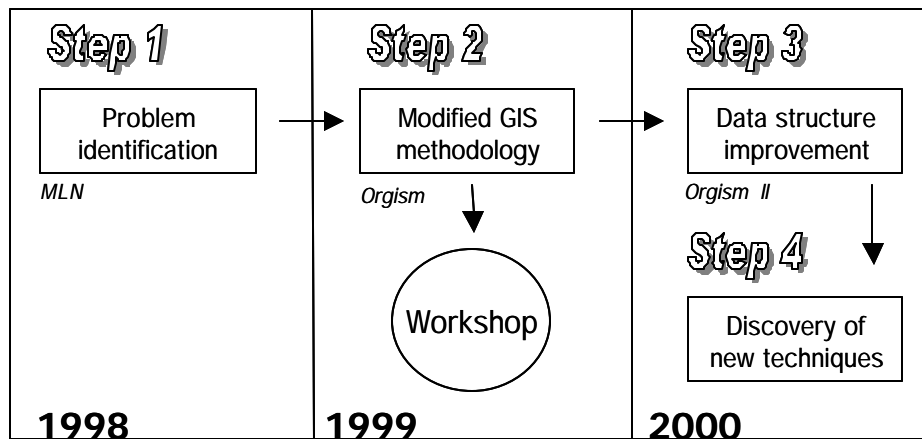 Step 1
Problem
identification
MLN
1998
Step 2
Modified GIS
methodology
Orgism
Workshop
1999
Step 3
Data structure
improvement
Orgism II
Step 4
Discovery of
new techniques
2000